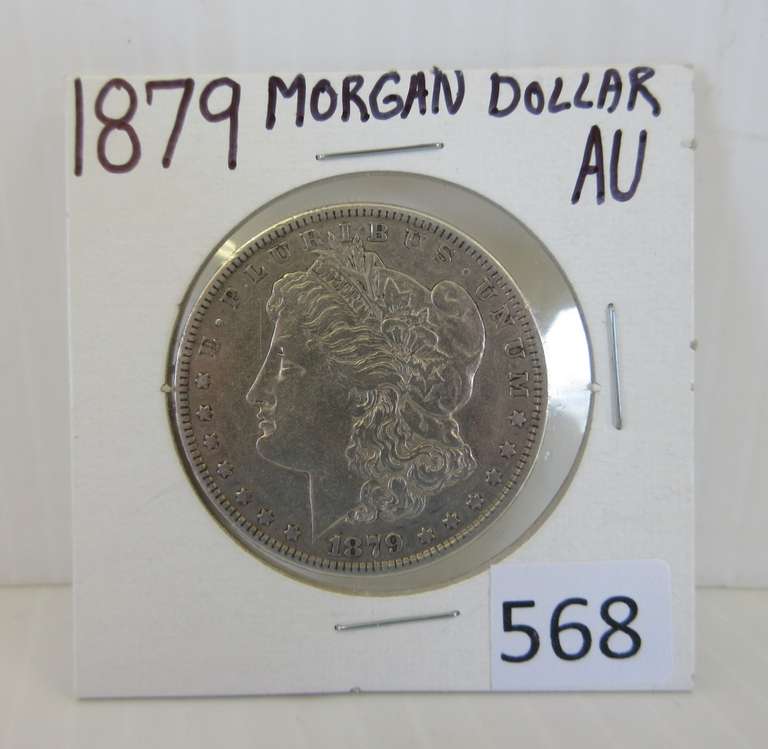 1879 MORGAN DOLLAR
AU
E·PLURIBUS·UNUM
LIBERTY
1879
568